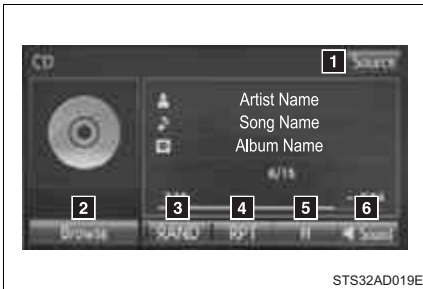 CD
1 Source
Artist Name
Song Name
Album Name
4/15
2 3 4 5 6
Browse RAND RPT Sound
STS32AD019E